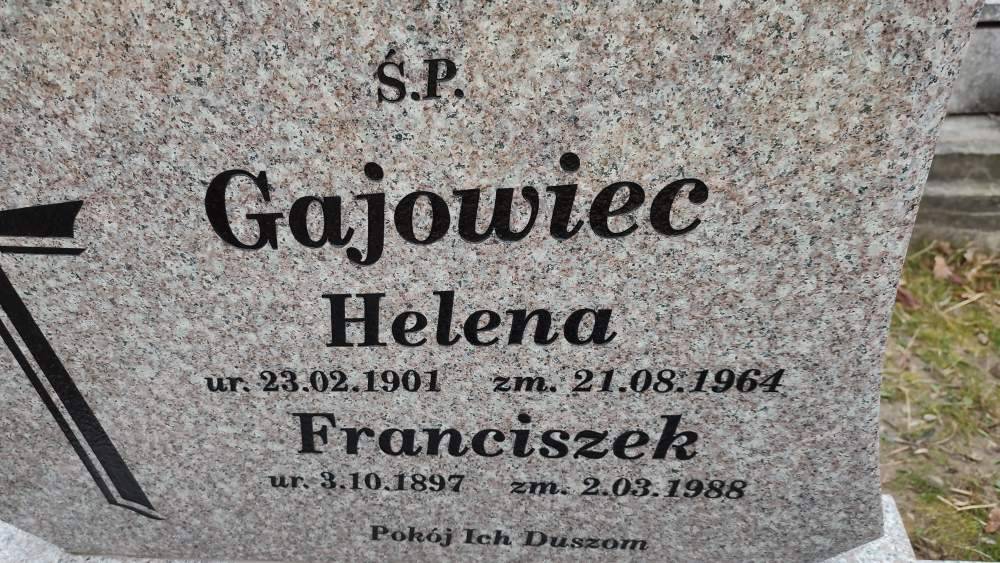 Ś.P.
Gajowiec
Helena
ur. 23.02.1901 zm. 21.08.1964
Franciszek
ur. 3.10.1897 zm. 2.03.1988
Pokój Ich Duszom